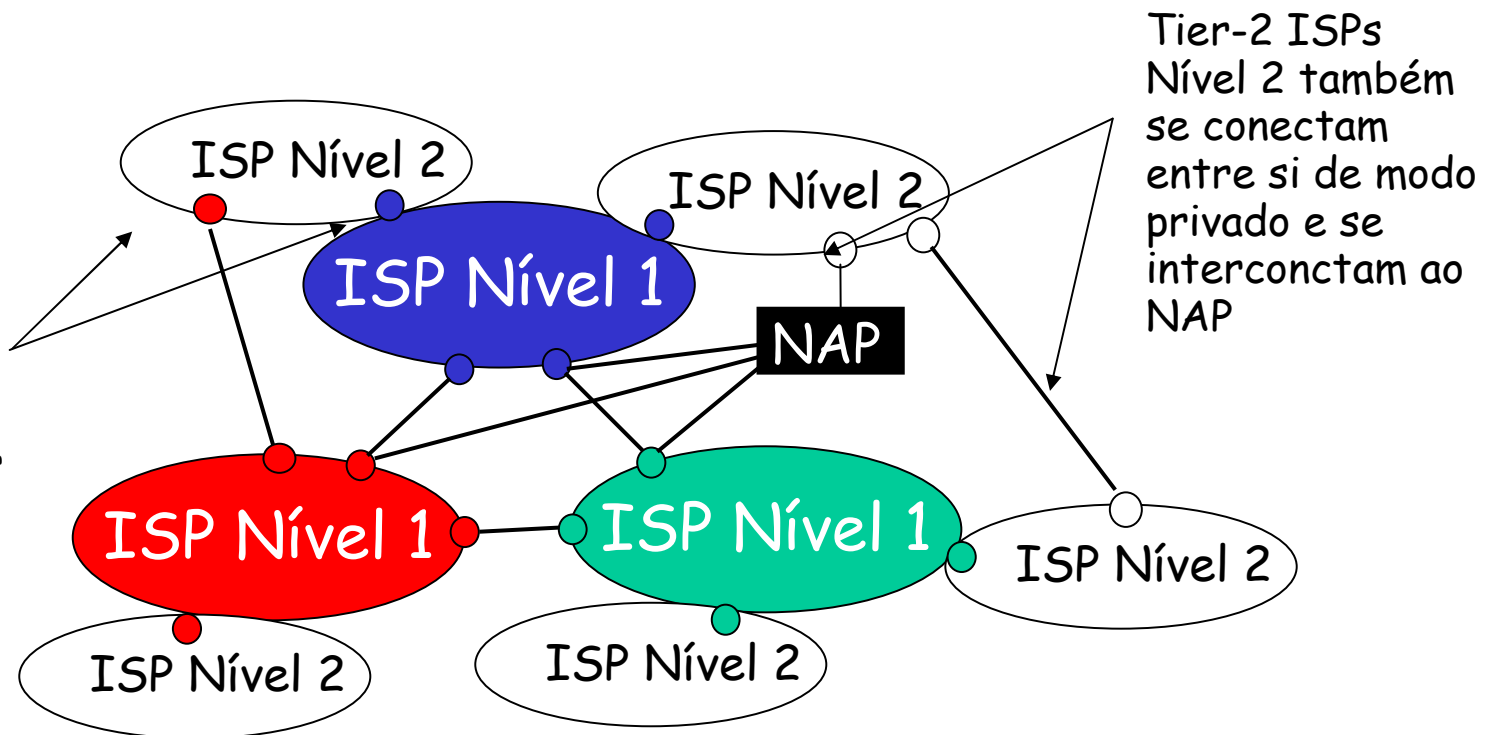 Tier-2 ISPs
Nível 2 também
se conectam
entre si de modo
privado e se
interconctam ao
NAP
ISP Nível 2
ISP Nível 2
ISP Nível 1
NAP
ISP Nível 1
ISP Nível 1
ISP Nível 2
ISP Nível 2
ISP Nível 2